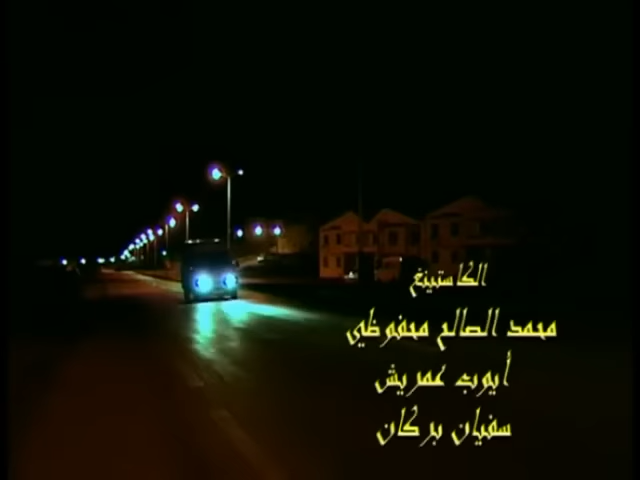 الكاستينغ
محمد الصالح محفوظي
أيوب عمريش
سفيان بركان